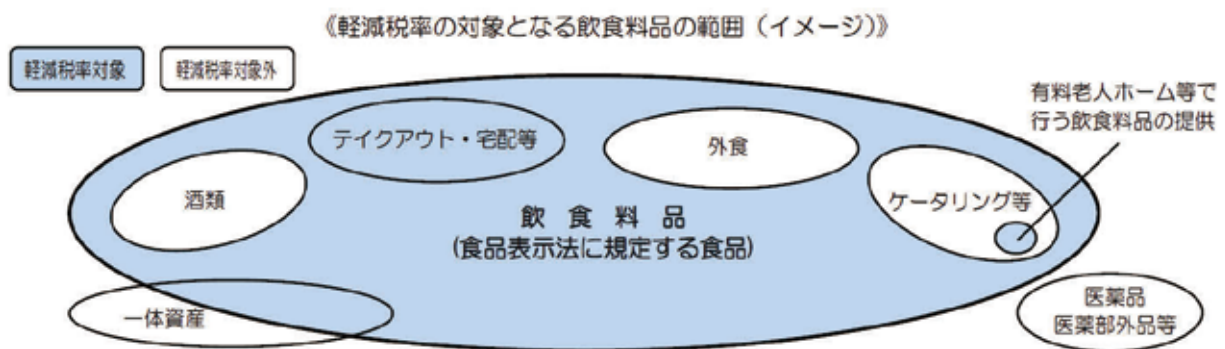 《軽減税率の対象となる飲食料品の範囲（イメージ）》
軽減税率対象
軽減税率対象外
有料老人ホーム等で
行う飲食料品の提供
テイクアウト・宅配等
外食
酒類
ケータリング等
飲食料品
(食品表示法に規定する食品)
一体資産
医薬品
医薬部外品等